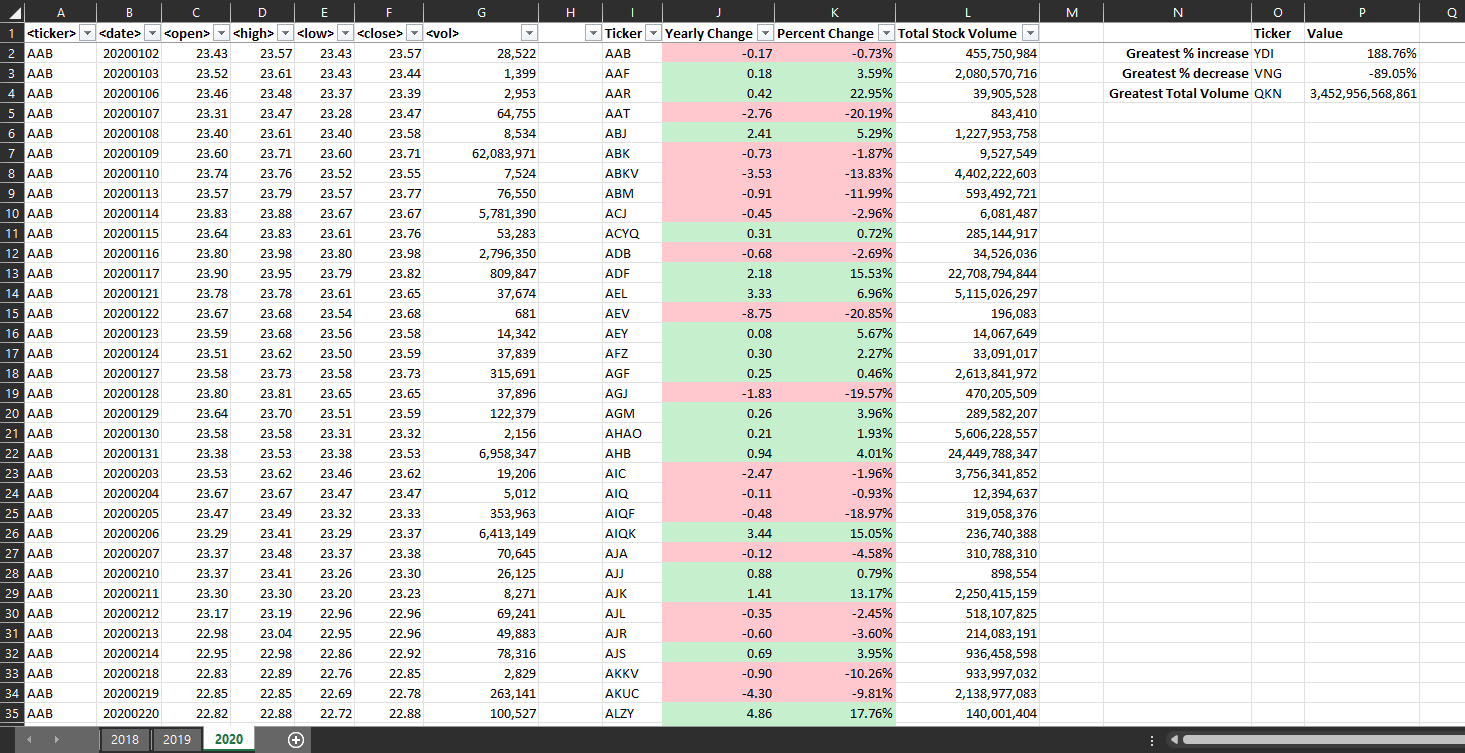 A B C D E F G H I J K L M N O P Q
1 <ticker> <date> <open> <high> <low> <close> <vol> Ticker Yearly Change Percent Change Total Stock Volume Ticker Value
2 AAB 20200102 23.43 23.57 23.43 23.57 28,522 AAB -0.17 -0.73% 455,750,984 Greatest % increase YDI 188.76%
3 AAB 20200103 23.52 23.61 23.43 23.44 1,399 AAF 0.18 3.59% 2,080,570,716 Greatest % decrease VNG -89.05%
4 AAB 20200106 23.46 23.48 23.37 23.39 2,953 AAR 0.42 22.95% 39,905,528 Greatest Total Volume QKN 3,452,956,568,861
5 AAB 20200107 23.31 23.47 23.28 23.47 64,755 AAT -2.76 -20.19% 843,410
6 AAB 20200108 23.40 23.61 23.40 23.58 8,534 ABJ 2.41 5.29% 1,227,953,758
7 AAB 20200109 23.60 23.71 23.60 23.71 62,083,971 ABK -0.73 -1.87% 9,527,549
8 AAB 20200110 23.74 23.76 23.52 23.55 7,524 ABKV -3.53 -13.83% 4,402,222,603
9 AAB 20200113 23.57 23.79 23.57 23.77 76,550 ABM -0.91 -11.99% 593,492,721
10 AAB 20200114 23.83 23.88 23.67 23.67 5,781,390 ACJ -0.45 -2.96% 6,081,487
11 AAB 20200115 23.64 23.83 23.61 23.76 53,283 ACYQ 0.31 0.72% 285,144,917
12 AAB 20200116 23.80 23.98 23.80 23.98 2,796,350 ADB -0.68 -2.69% 34,526,036
13 AAB 20200117 23.90 23.95 23.79 23.82 809,847 ADF 2.18 15.53% 22,708,794,844
14 AAB 20200121 23.78 23.78 23.61 23.65 37,674 AEL 3.33 6.96% 5,115,026,297
15 AAB 20200122 23.67 23.68 23.54 23.68 681 AEV -8.75 -20.85% 196,083
16 AAB 20200123 23.59 23.68 23.56 23.58 14,342 AEY 0.08 5.67% 14,067,649
17 AAB 20200124 23.51 23.62 23.50 23.59 37,839 AFZ 0.30 2.27% 33,091,017
18 AAB 20200127 23.58 23.73 23.58 23.73 315,691 AGF 0.25 0.46% 2,613,841,972
19 AAB 20200128 23.80 23.81 23.65 23.65 37,896 AGJ -1.83 -19.57% 470,205,509
20 AAB 20200129 23.64 23.70 23.51 23.59 122,379 AGM 0.26 3.96% 289,582,207
21 AAB 20200130 23.58 23.58 23.31 23.32 2,156 AHAO 0.21 1.93% 5,606,228,557
22 AAB 20200131 23.38 23.53 23.38 23.53 6,958,347 AHB 0.94 4.01% 24,449,788,347
23 AAB 20200203 23.53 23.62 23.46 23.62 19,206 AIC -2.47 -1.96% 3,756,341,852
24 AAB 20200204 23.67 23.67 23.47 23.47 5,012 AIQ -0.11 -0.93% 12,394,637
25 AAB 20200205 23.47 23.49 23.32 23.33 353,963 AIQF -0.48 -18.97% 319,058,376
26 AAB 20200206 23.29 23.41 23.29 23.37 6,413,149 AIQK 3.44 15.05% 236,740,388
27 AAB 20200207 23.37 23.48 23.37 23.38 70,645 AJA -0.12 -4.58% 310,788,310
28 AAB 20200210 23.37 23.41 23.26 23.30 26,125 AJJ 0.88 0.79% 898,554
29 AAB 20200211 23.30 23.30 23.20 23.23 8,271 AJK 1.41 13.17% 2,250,415,159
30 AAB 20200212 23.17 23.19 22.96 22.96 69,241 AJL -0.35 -2.45% 518,107,825
31 AAB 20200213 22.98 23.04 22.95 22.96 49,883 AJR -0.60 -3.60% 214,083,191
32 AAB 20200214 22.95 22.98 22.86 22.92 78,316 AJS 0.69 3.95% 936,458,598
33 AAB 20200218 22.83 22.89 22.76 22.85 2,829 AKKV -0.90 -10.26% 933,997,032
34 AAB 20200219 22.85 22.85 22.69 22.78 263,141 AKUC -4.30 -9.81% 2,138,977,083
35 AAB 20200220 22.82 22.88 22.72 22.88 100,527 ALZY 4.86 17.76% 140,001,404
2018 2019 2020